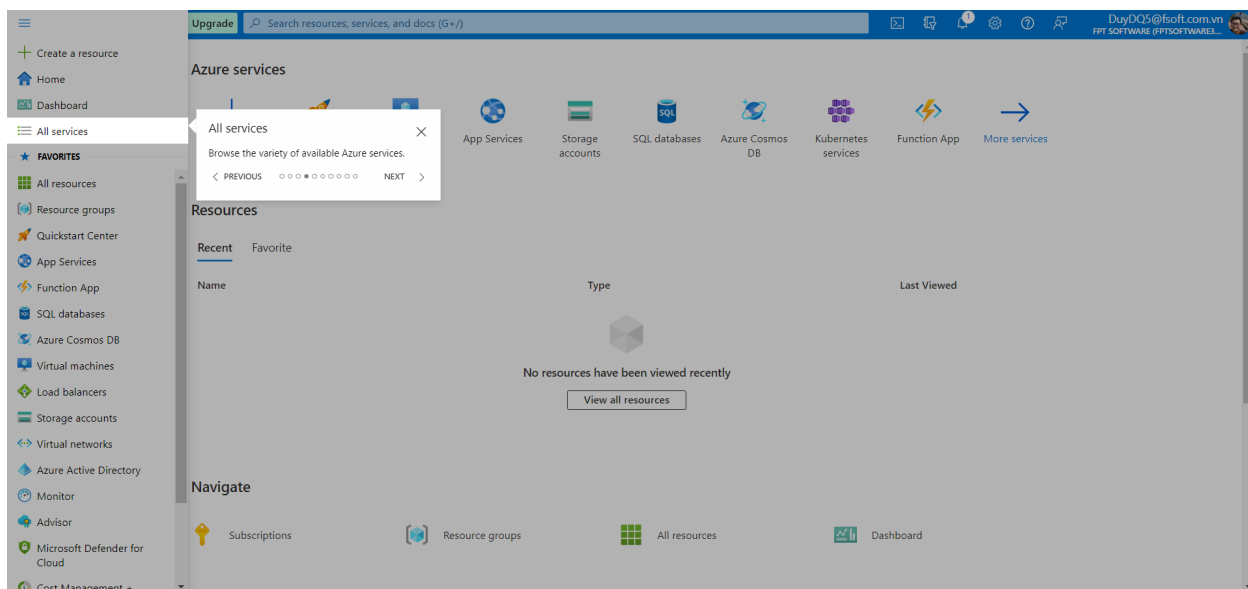 Upgrade
Search resources, services, and docs (G+/)
1
DuyDQ5@fsoft.com.vn
FPT SOFTWARE (FPTSOFTWARE3...
Create a resource
Home
Dashboard
All services
FAVORITES
All resources
Resource groups
Quickstart Center
App Services
Function App
SQL databases
Azure Cosmos DB
Virtual machines
Load balancers
Storage accounts
Virtual networks
Azure Active Directory
Monitor
Advisor
Microsoft Defender for
Cloud
Cost Management +
Azure services
All services
Browse the variety of available Azure services.
PREVIOUS
NEXT
App Services
Storage
accounts
SQL
SQL databases
Azure Cosmos
DB
Kubernetes
services
Function App
More services
Resources
Recent Favorite
Name Type Last Viewed
No resources have been viewed recently
View all resources
Navigate
Subscriptions
Resource groups
All resources
Dashboard